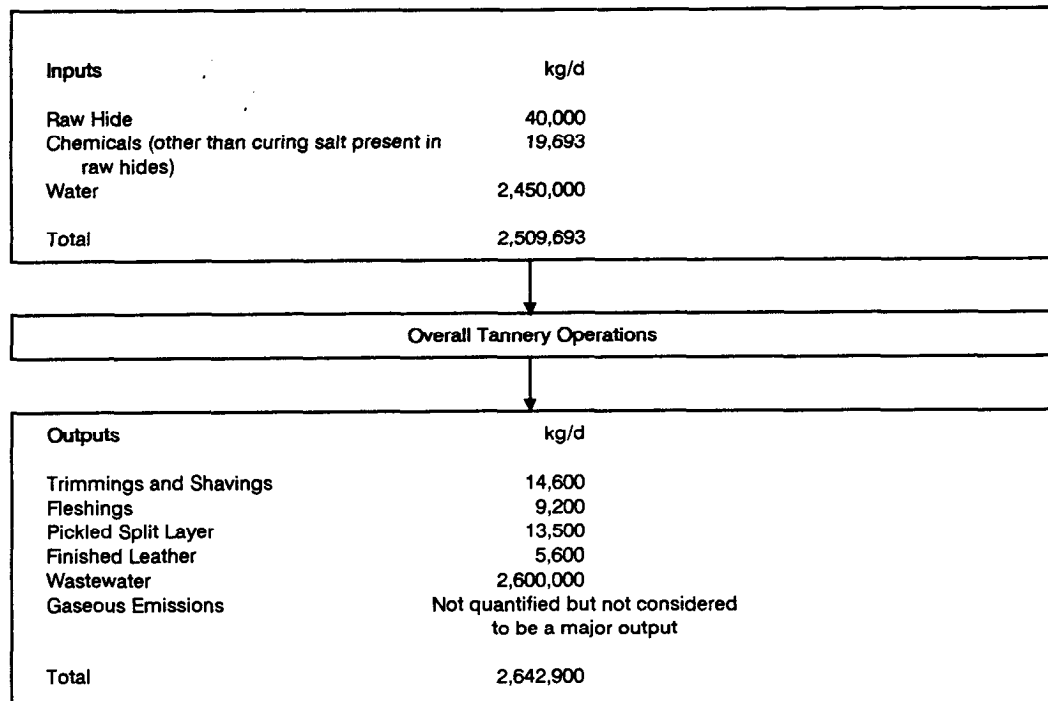 Inputs kg/d
Raw Hide 40,000
Chemicals (other than curing salt present in 19,693
raw hides)
Water 2,450,000
Total 2,509,693
Overall Tannery Operations
Outputs kg/d
Trimmings and Shavings 14,600
Fleshings 9,200
Pickled Split Layer 13,500
Finished Leather 5,600
Wastewater 2,600,000
Gaseous Emissions Not quantified but not considered
to be a major output
Total 2,642,900